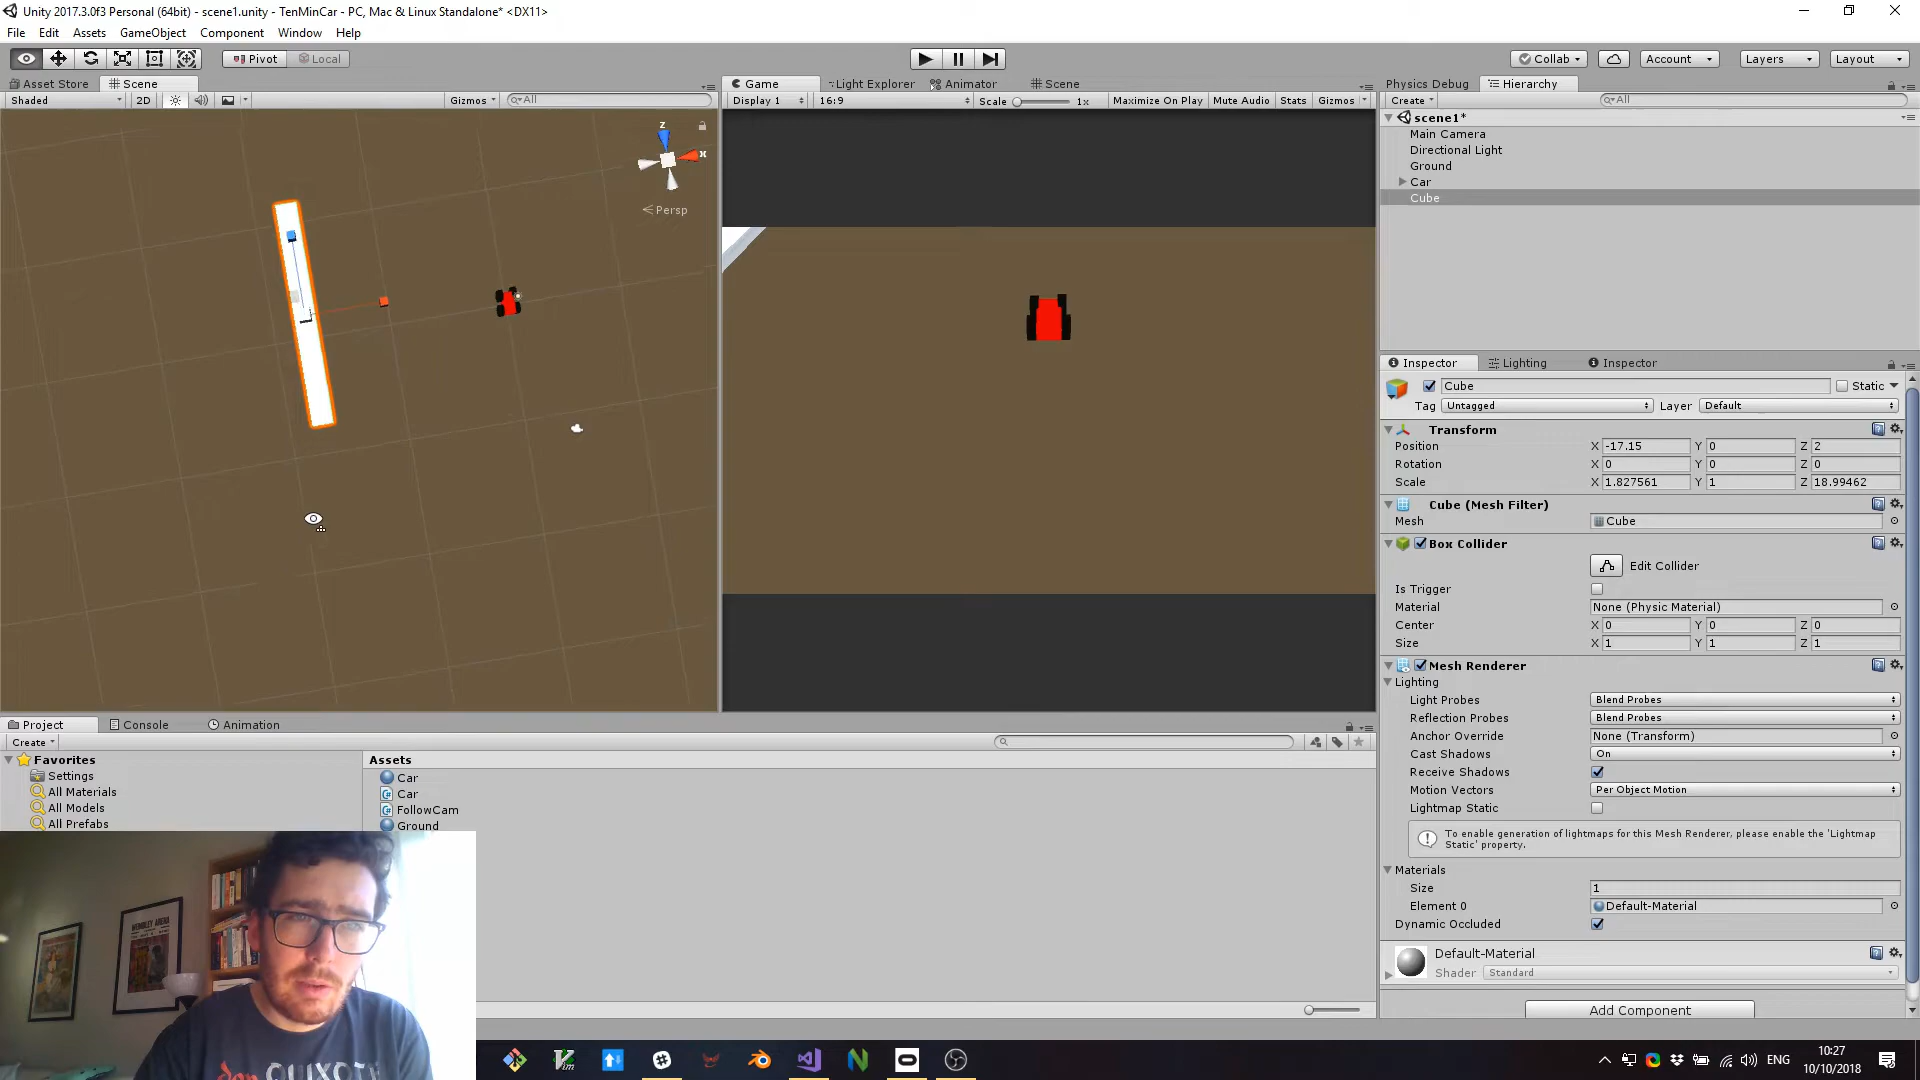 Unity 2017.3.0f3 Personal (64bit) - scene1.unity - TenMinCar - PC, Mac & Linux Standalone* <DX11>
File Edit Assets GameObject Component Window Help
Pivot Local Collab Account Layers Layout
Asset Store Scene Game Light Explorer Animator Scene Physics Debug Hierarchy
Shaded 2D Gizmos All Display 1 16:9 Scale 1x Maximize On Play Mute Audio Stats Gizmos Create All
scene1*
Main Camera
Directional Light
Ground
Car
Cube
Z
X
Persp
Inspector Lighting Inspector
Cube Static
Tag Untagged Layer Default
Transform
Position X -17.15 Y 0 Z 2
Rotation X 0 Y 0 Z 0
Scale X 1.827561 Y 1 Z 18.99462
Cube (Mesh Filter)
Mesh Cube
Box Collider
Edit Collider
Is Trigger
Material None (Physic Material)
Center X 0 Y 0 Z 0
Size X 1 Y 1 Z 1
Mesh Renderer
Lighting
Light Probes Blend Probes
Reflection Probes Blend Probes
Anchor Override None (Transform)
Cast Shadows On
Receive Shadows
Motion Vectors Per Object Motion
Lightmap Static
To enable generation of lightmaps for this Mesh Renderer, please enable the 'Lightmap
Static' property.
Materials
Size 1
Element 0 Default-Material
Dynamic Occluded
Default-Material
Shader Standard
Add Component
Project Console Animation
Create
Favorites
Settings
All Materials
All Models
All Prefabs
Assets
Car
Car
FollowCam
Ground
WEMBLEY ARENA
don QUIXOTE
ENG
10:27
10/10/2018